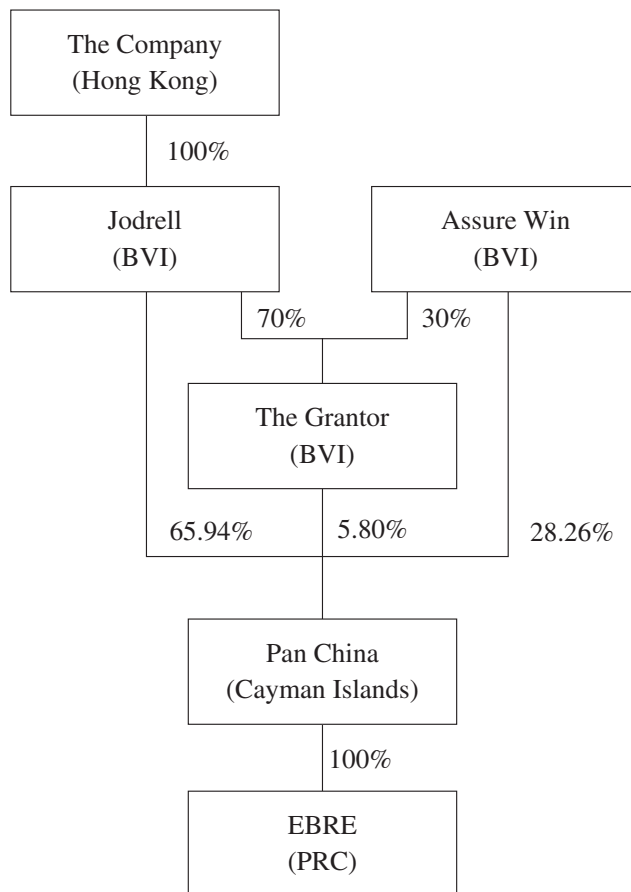 The Company
(Hong Kong)
100%
Jodrell
(BVI)
Assure Win
(BVI)
70%
30%
The Grantor
(BVI)
65.94%
5.80%
28.26%
Pan China
(Cayman Islands)
100%
EBRE
(PRC)